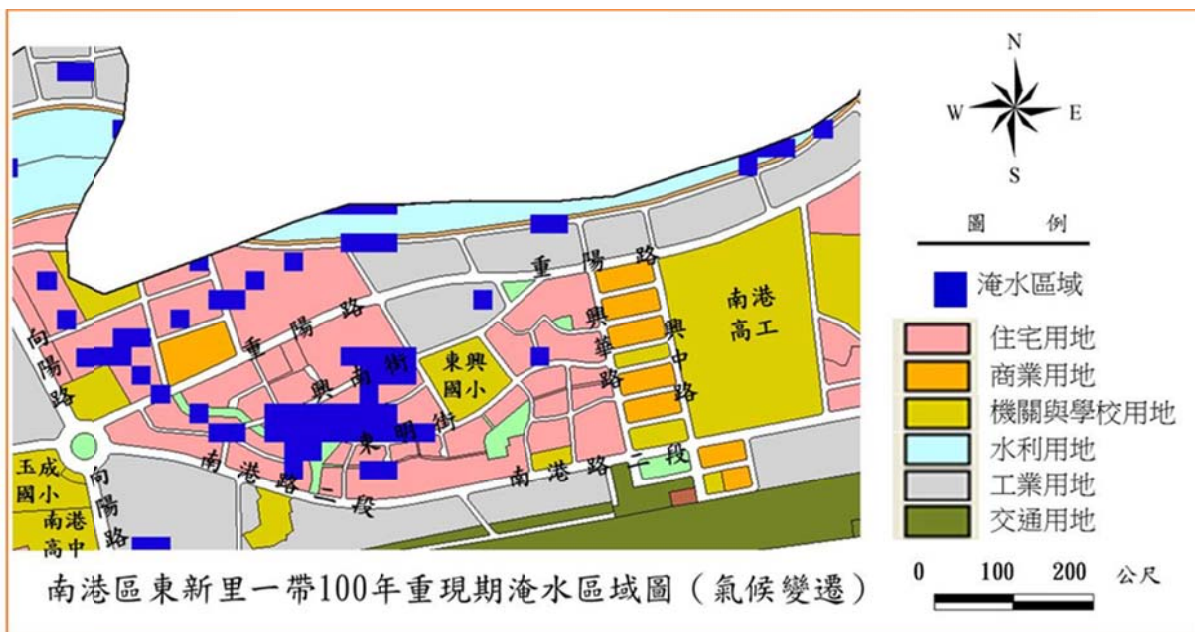 N
W E
S
圖 例
淹水區域
住宅用地
商業用地
機關與學校用地
水利用地
工業用地
交通用地
0 100 200 公尺
重陽路
重陽路
向陽路
向陽路
興南街
東興
國小
東明街
興華路
興中路
南港
高工
南港路二段
南港路二段
玉成
國小
南港
高中
南港區東新里一帶100年重現期淹水區域圖（氣候變遷）